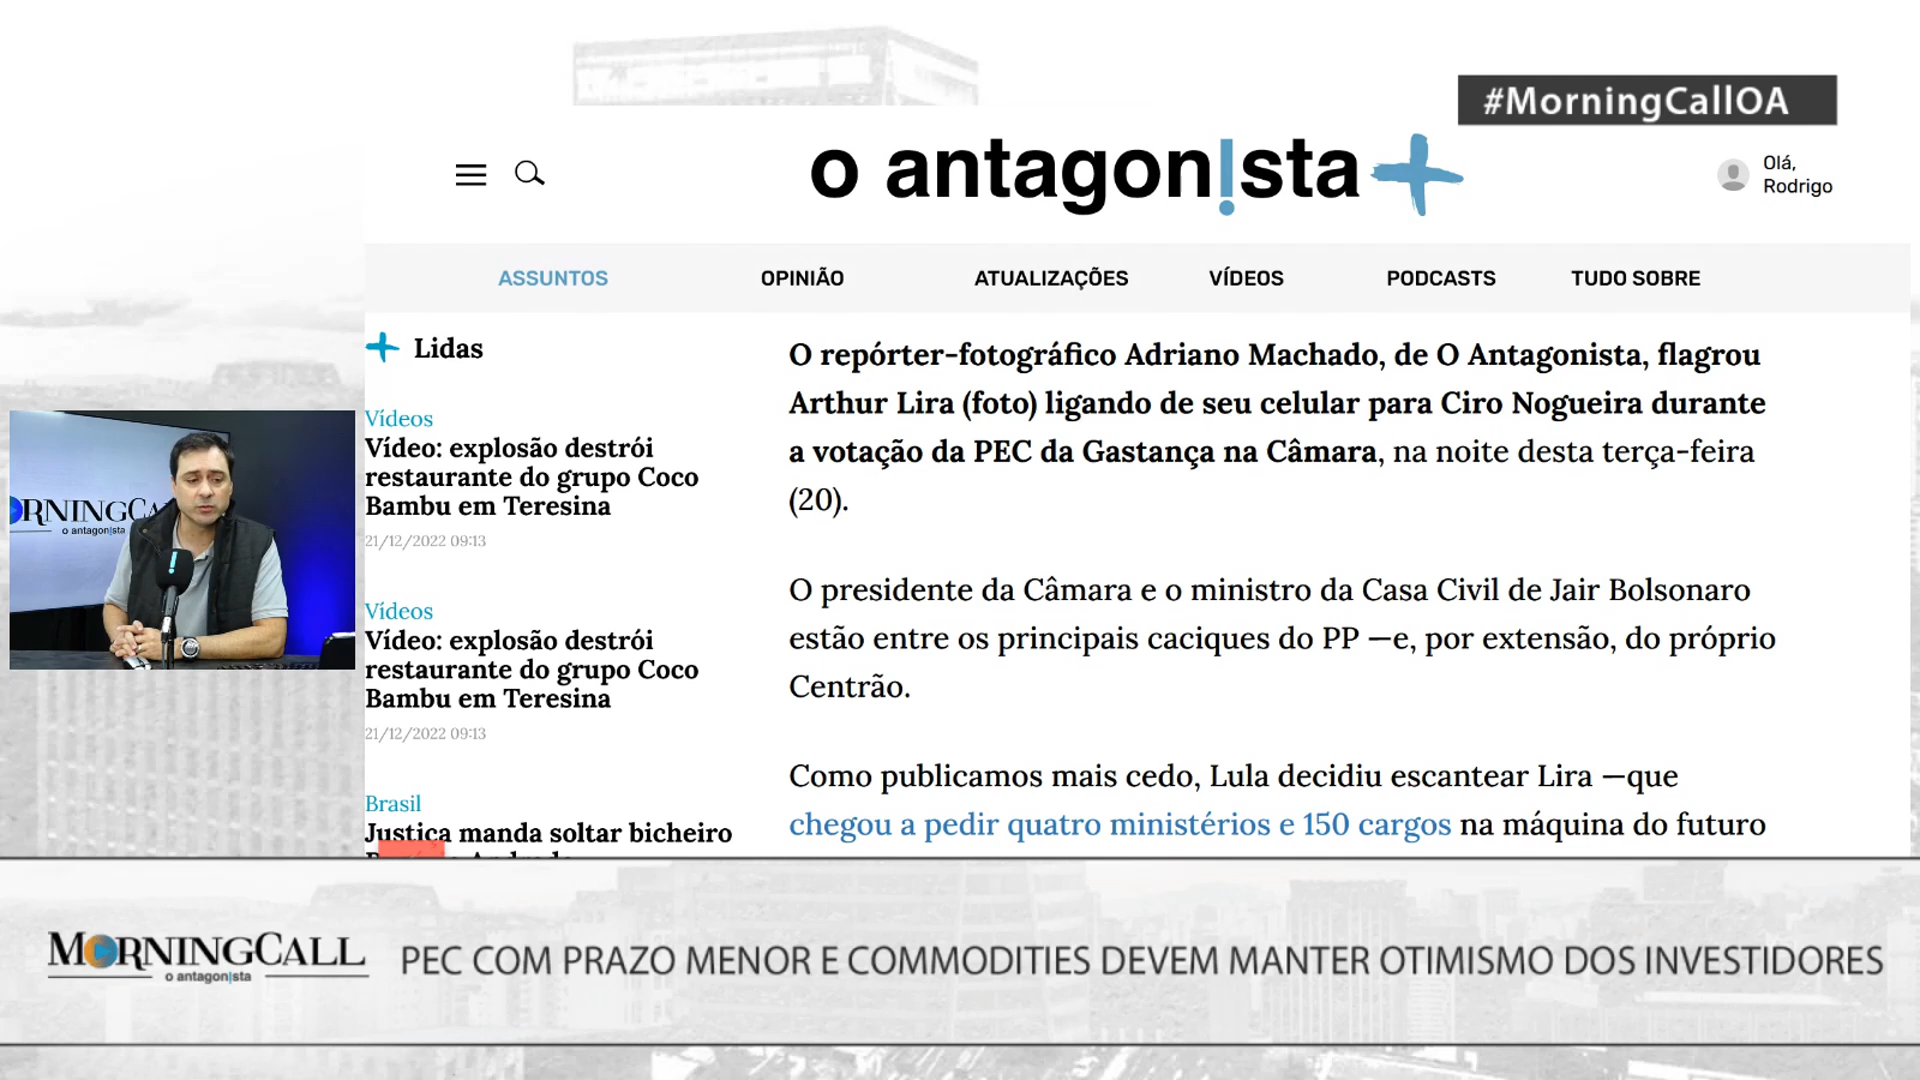 #MorningCallOA
o antagon!sta+
Olá,
Rodrigo
ASSUNTOS
OPINIÃO
ATUALIZAÇÕES
VÍDEOS
PODCASTS
TUDO SOBRE
+ Lidas
Vídeos
Vídeo: explosão destrói
restaurante do grupo Coco
Bambu em Teresina
21/12/2022 09:13
Vídeos
Vídeo: explosão destrói
restaurante do grupo Coco
Bambu em Teresina
21/12/2022 09:13
Brasil
Justiça manda soltar bicheiro
O repórter-fotográfico Adriano Machado, de O Antagonista, flagrou
Arthur Lira (foto) ligando de seu celular para Ciro Nogueira durante
a votação da PEC da Gastança na Câmara, na noite desta terça-feira
(20).
O presidente da Câmara e o ministro da Casa Civil de Jair Bolsonaro
estão entre os principais caciques do PP —e, por extensão, do próprio
Centrão.
Como publicamos mais cedo, Lula decidiu escantear Lira —que
chegou a pedir quatro ministérios e 150 cargos na máquina do futuro
ORNINGCA
o antagon!sta
MORNINGCALL
o antagon!sta
PEC COM PRAZO MENOR E COMMODITIES DEVEM MANTER OTIMISMO DOS INVESTIDORES